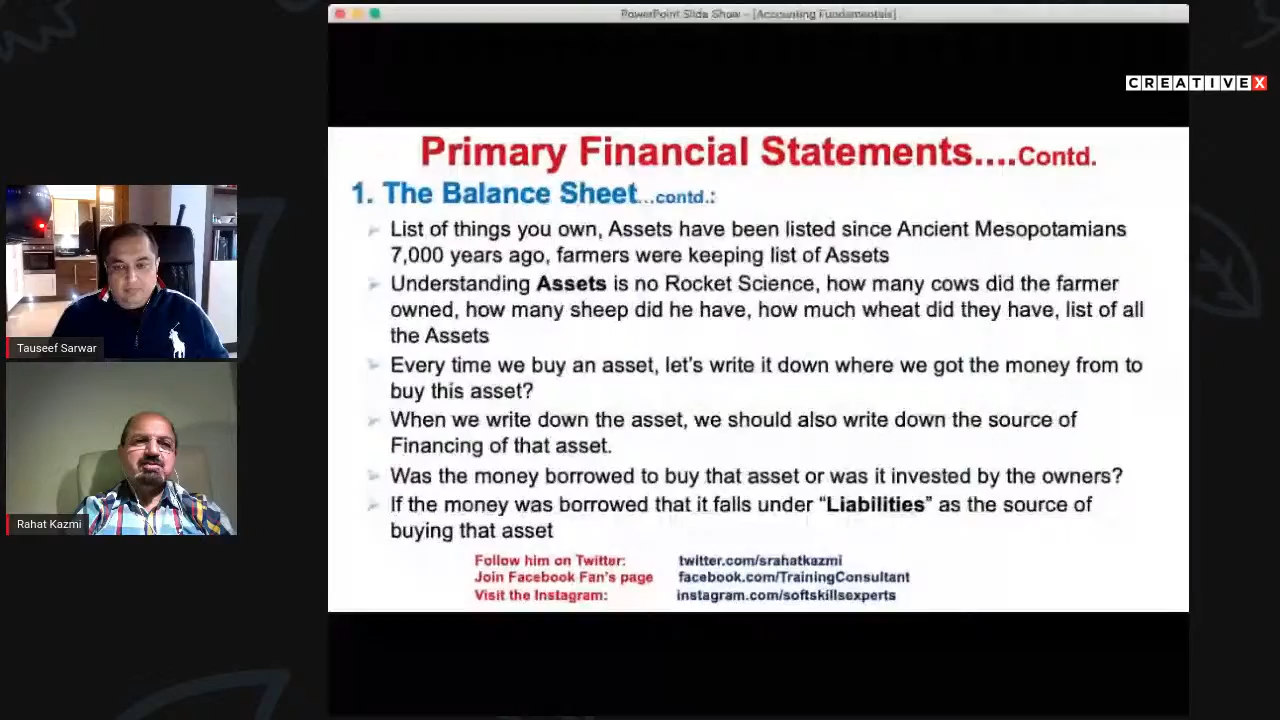 PowerPoint Slide Show - [Accounting Fundamentals]
CREATIVEX
Primary Financial Statements....Contd.
1. The Balance Sheet...contd.:
List of things you own, Assets have been listed since Ancient Mesopotamians
7,000 years ago, farmers were keeping list of Assets
Understanding Assets is no Rocket Science, how many cows did the farmer
owned, how many sheep did he have, how much wheat did they have, list of all
the Assets
Every time we buy an asset, let's write it down where we got the money from to
buy this asset?
When we write down the asset, we should also write down the source of
Financing of that asset.
Was the money borrowed to buy that asset or was it invested by the owners?
If the money was borrowed that it falls under “Liabilities” as the source of
buying that asset
Follow him on Twitter: twitter.com/srahatkazmi
Join Facebook Fan's page facebook.com/TrainingConsultant
Visit the Instagram: instagram.com/softskillsexperts
Tauseef Sarwar
Rahat Kazmi